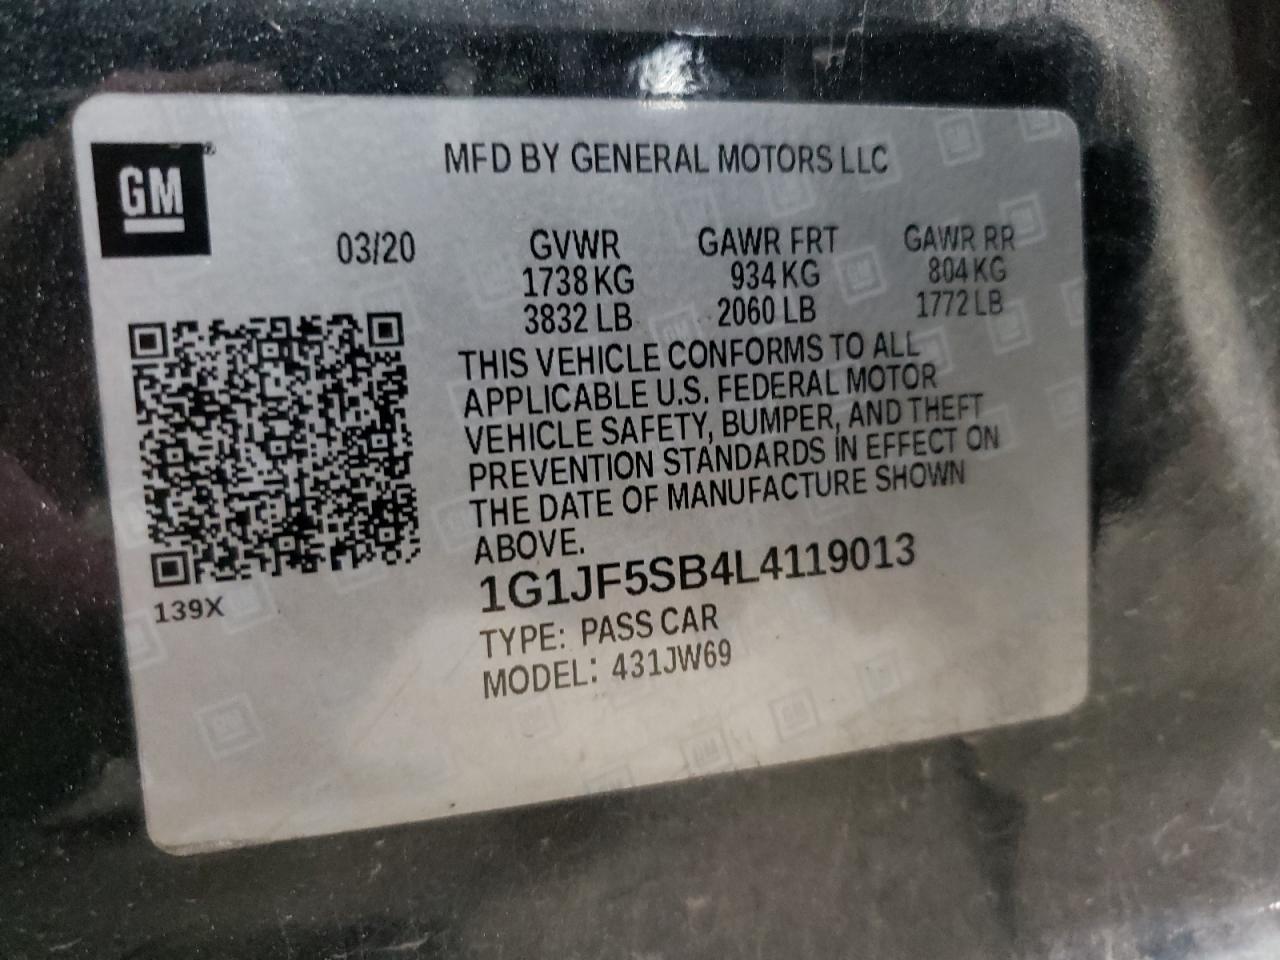 GM
MFD BY GENERAL MOTORS LLC
03/20 GVWR GAWR FRT GAWR RR
1738 KG 934 KG 804 KG
3832 LB 2060 LB 1772 LB
THIS VEHICLE CONFORMS TO ALL
APPLICABLE U.S. FEDERAL MOTOR
VEHICLE SAFETY, BUMPER, AND THEFT
PREVENTION STANDARDS IN EFFECT ON
THE DATE OF MANUFACTURE SHOWN
ABOVE.
1G1JF5SB4L4119013
139X
TYPE: PASS CAR
MODEL: 431JW69